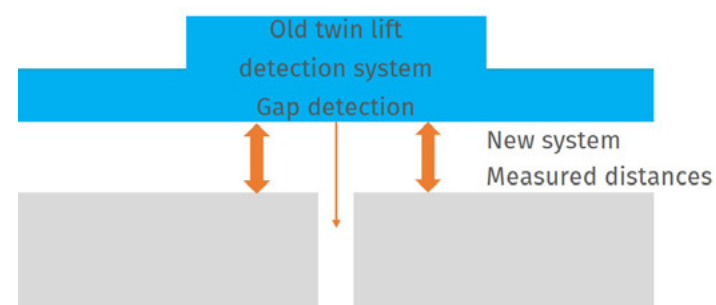 Old twin lift
detection system
Gap detection
New system
Measured distances